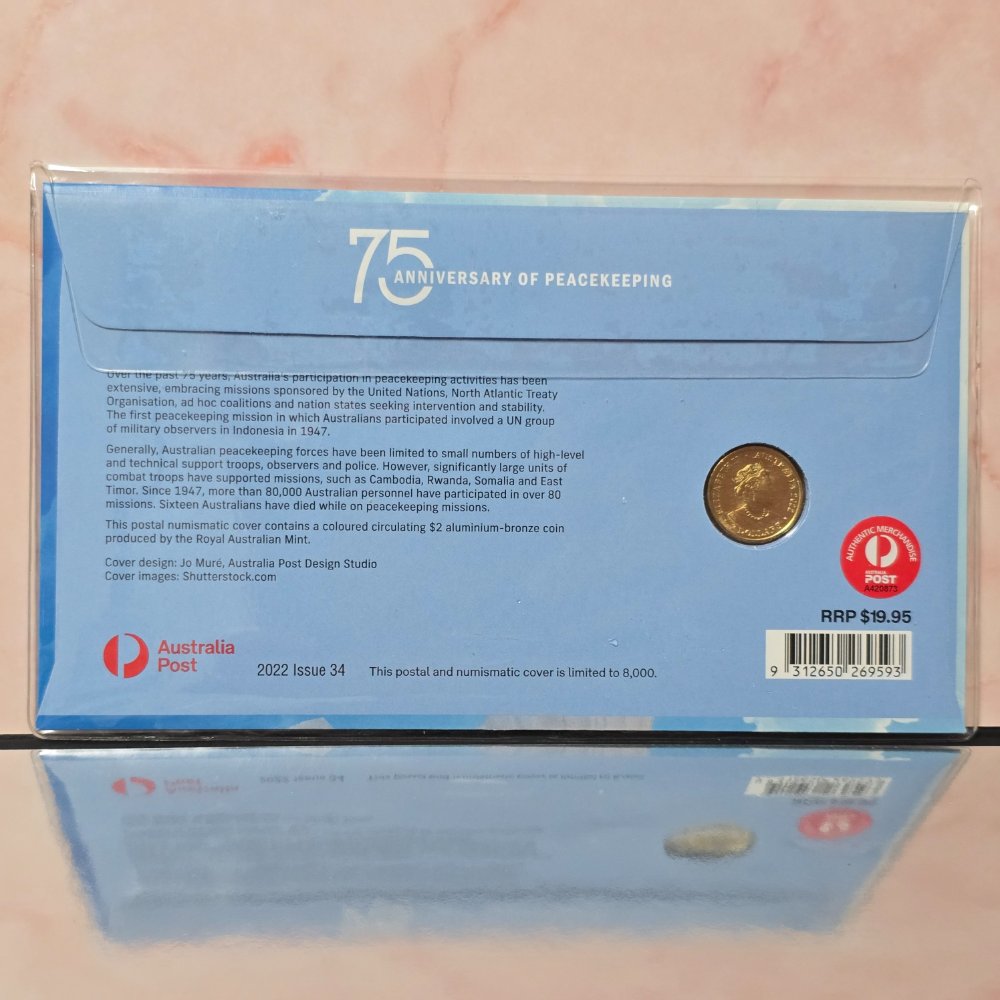 75
ANNIVERSARY OF PEACEKEEPING
Over the past 75 years, Australia's participation in peacekeeping activities has been
extensive, embracing missions sponsored by the United Nations, North Atlantic Treaty
Organisation, ad hoc coalitions and nation states seeking intervention and stability.
The first peacekeeping mission in which Australians participated involved a UN group
of military observers in Indonesia in 1947.
Generally, Australian peacekeeping forces have been limited to small numbers of high-level
and technical support troops, observers and police. However, significantly large units of
combat troops have supported missions, such as Cambodia, Rwanda, Somalia and East
Timor. Since 1947, more than 80,000 Australian personnel have participated in over 80
missions. Sixteen Australians have died while on peacekeeping missions.
This postal numismatic cover contains a coloured circulating $2 aluminium-bronze coin
produced by the Royal Australian Mint.
Cover design: Jo Muré, Australia Post Design Studio
Cover images: Shutterstock.com
AUSTRALIA 2022
AUTHENTIC MERCHANDISE
AUSTRALIA
POST
A420873
RRP $19.95
9 312650 269593
Australia
Post
2022 Issue 34
This postal and numismatic cover is limited to 8,000.